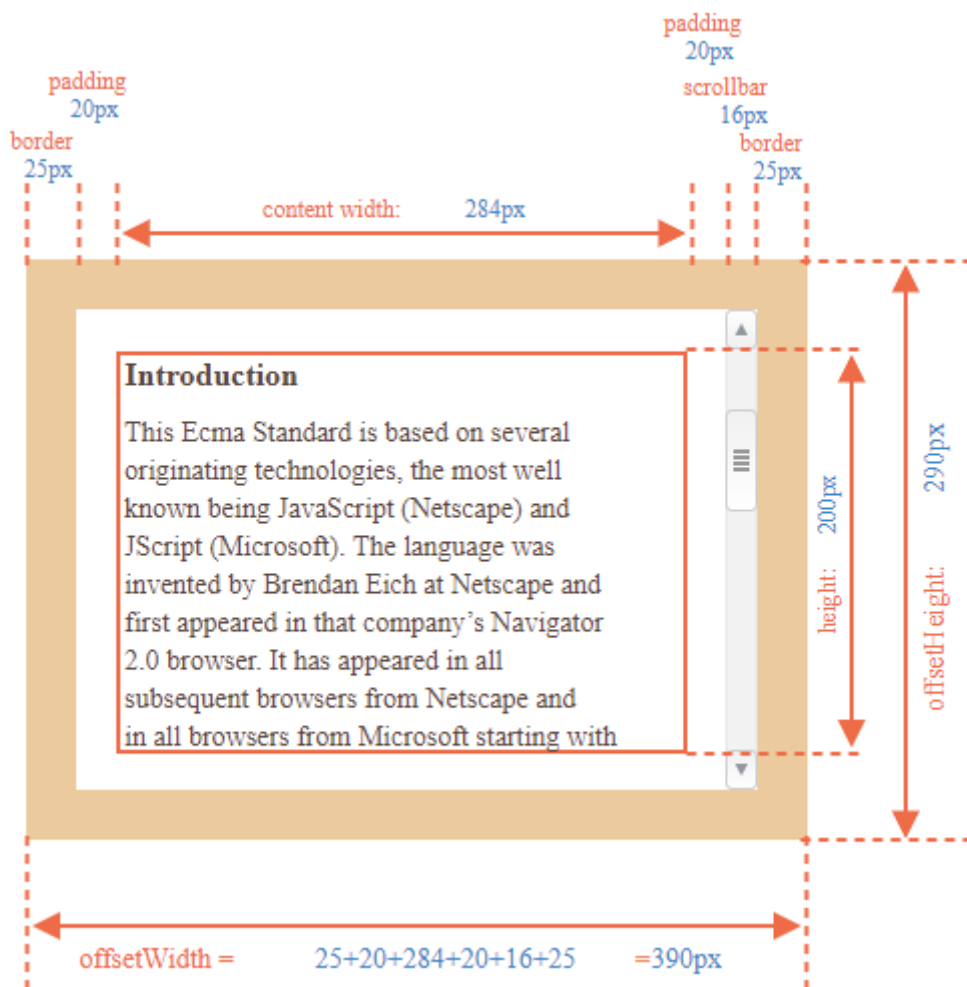 padding
20px
scrollbar
16px
border
25px
padding
20px
border
25px
content width: 284px
Introduction
This Ecma Standard is based on several
originating technologies, the most well
known being JavaScript (Netscape) and
JScript (Microsoft). The language was
invented by Brendan Eich at Netscape and
first appeared in that company’s Navigator
2.0 browser. It has appeared in all
subsequent browsers from Netscape and
in all browsers from Microsoft starting with
height: 200px
offsetHeight: 290px
offsetWidth = 25+20+284+20+16+25 =390px